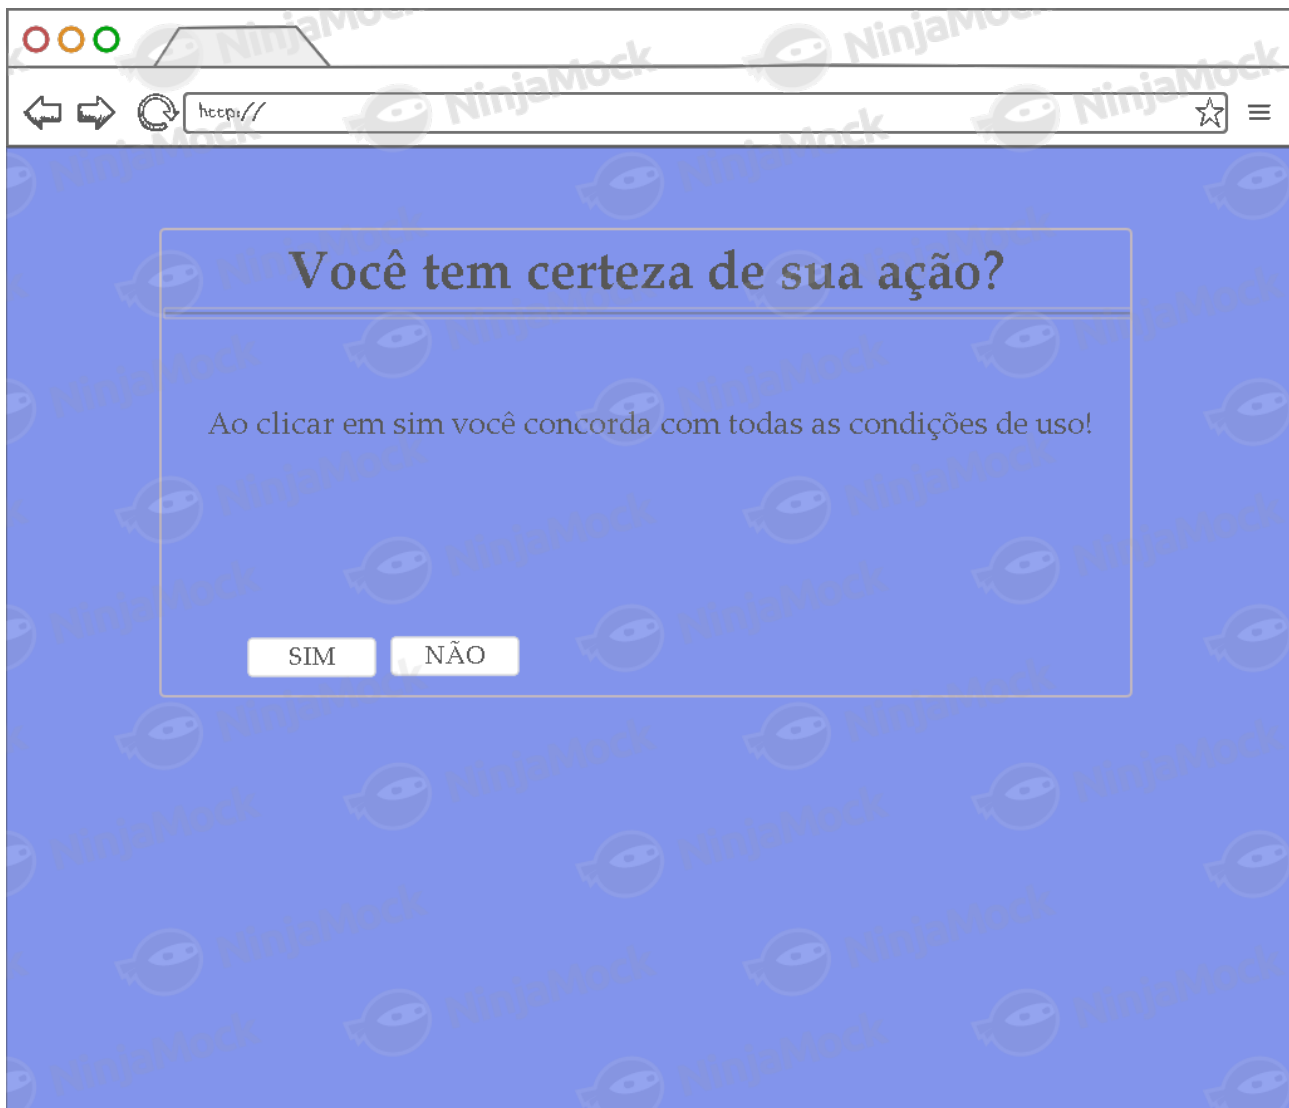 http://
Você tem certeza de sua ação?
Ao clicar em sim você concorda com todas as condições de uso!
SIM NÃO
NinjaMock